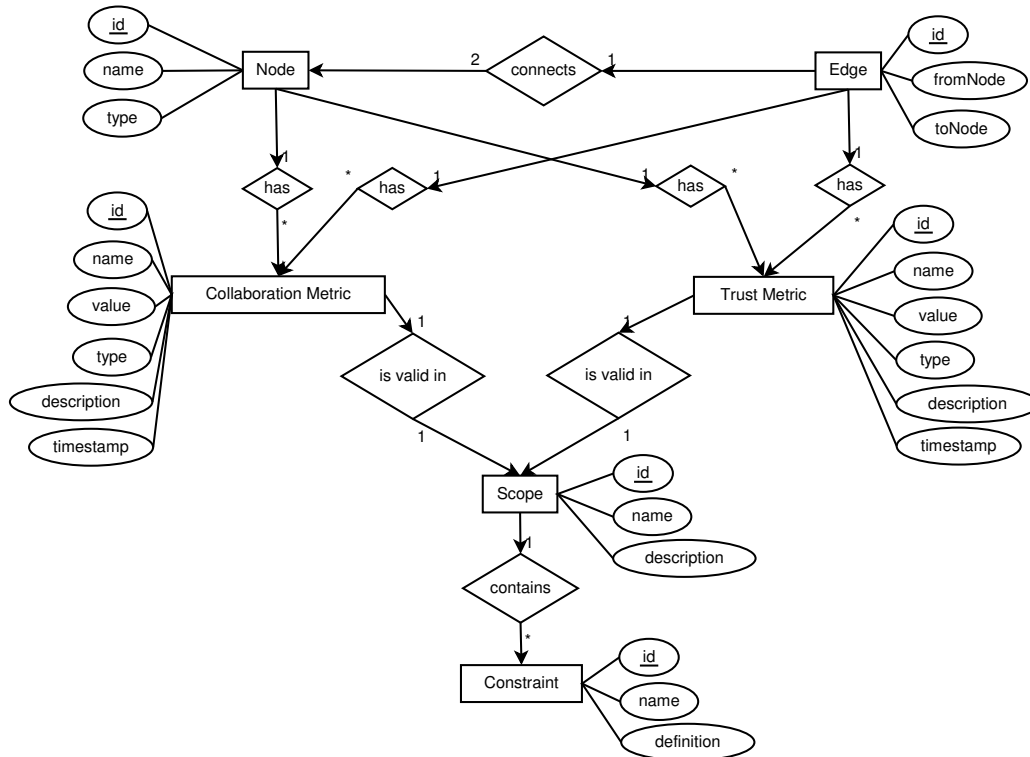 id
name
type
Node
2
connects
1
Edge
id
fromNode
toNode
1
has
*
*
has
1
1
has
*
1
has
*
id
name
value
type
description
timestamp
Collaboration Metric
Trust Metric
id
name
value
type
description
timestamp
1
is valid in
1
1
is valid in
1
Scope
id
name
description
1
contains
*
Constraint
id
name
definition